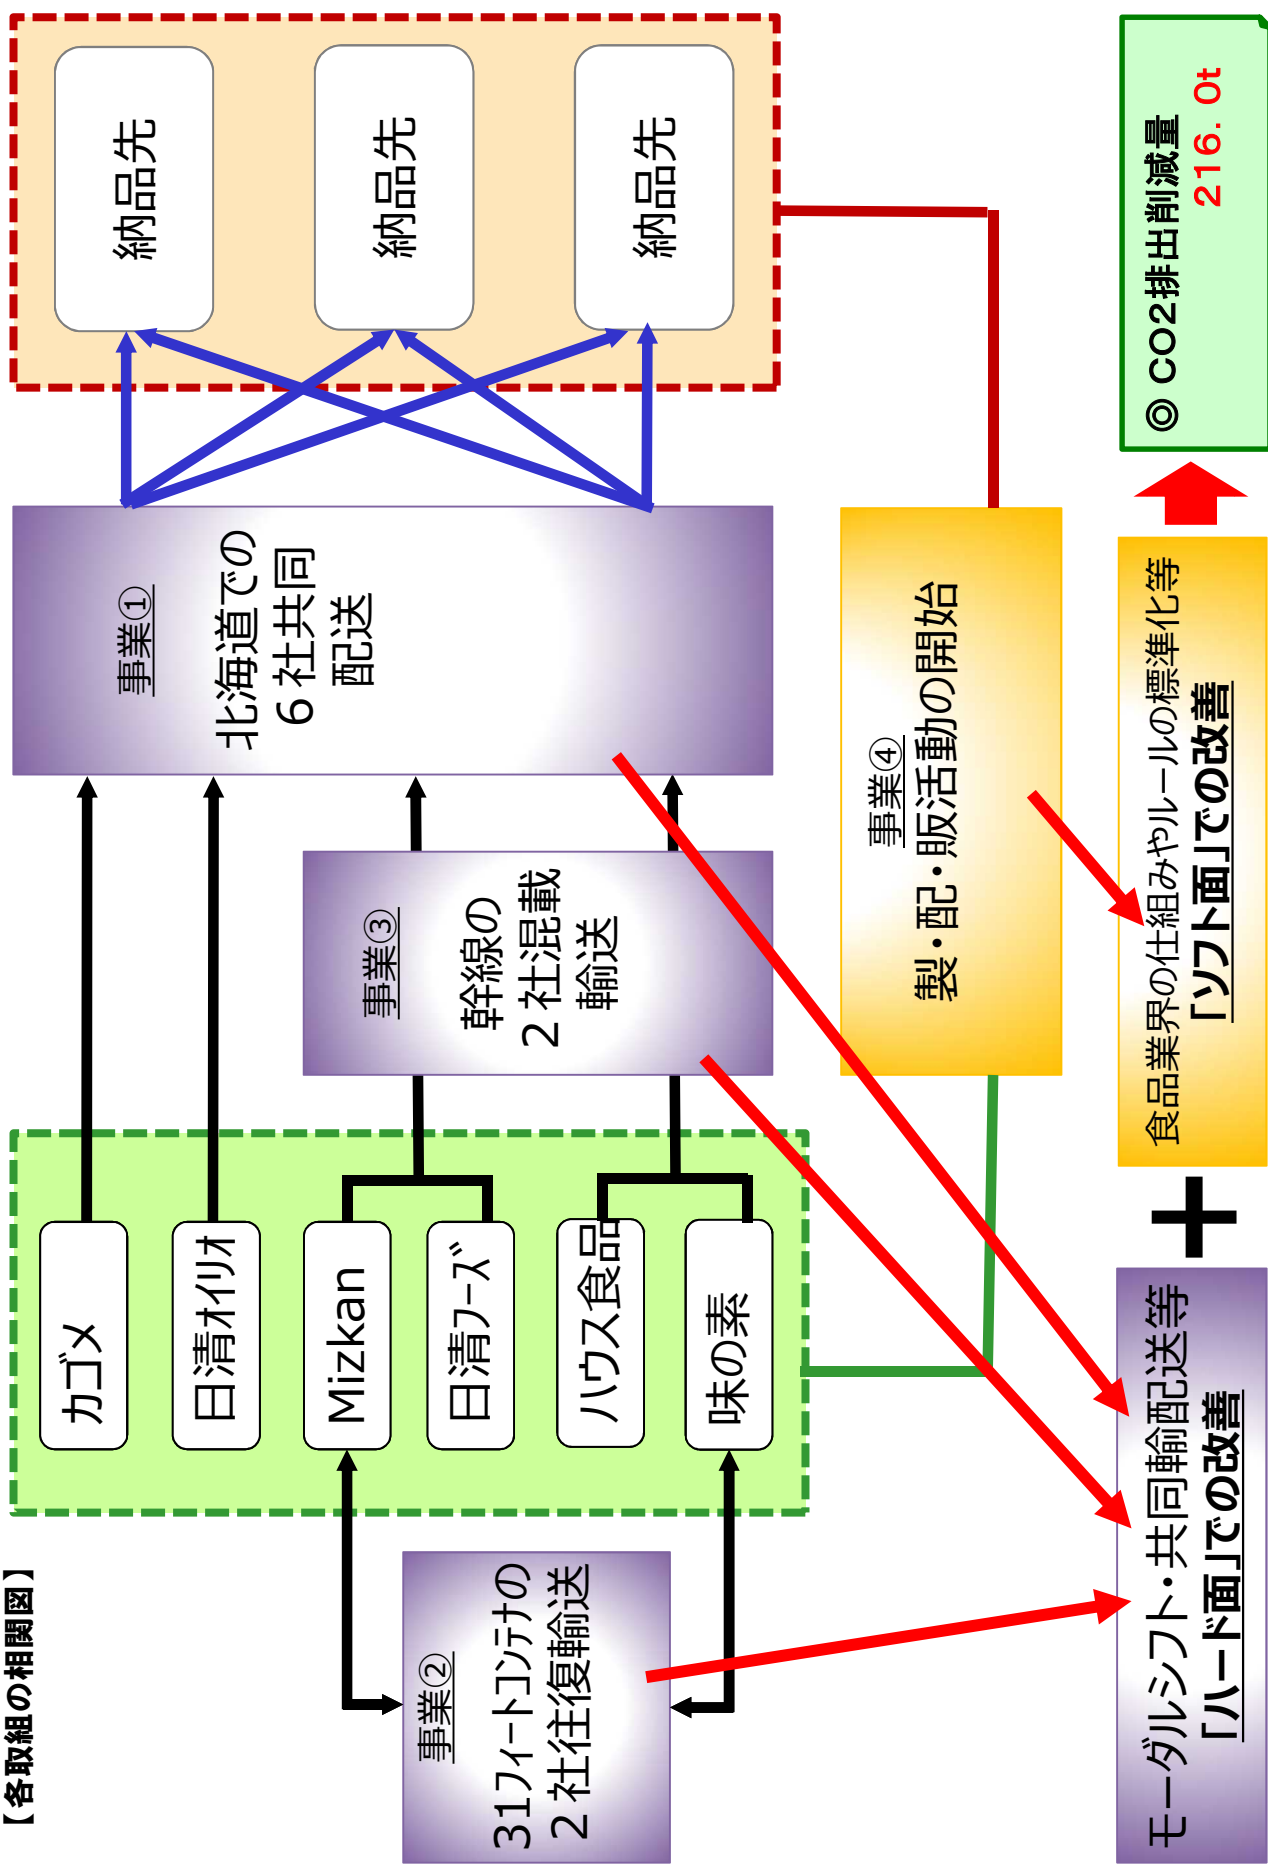 【各取組の相関図】
事業②
31フィートコンテナの
２社往復輸送
カゴメ
日清オイリオ
Mizkan
日清フーズ
ハウス食品
味の素
事業③
幹線の
２社混載
輸送
事業①
北海道での
６社共同
配送
納品先
納品先
納品先
事業④
製・配・販活動の開始
モーダルシフト・共同輸配送等
「ハード面」での改善
＋
食品業界の仕組みやルールの標準化等
「ソフト面」での改善
◎ CO2排出削減量
２１６．０t